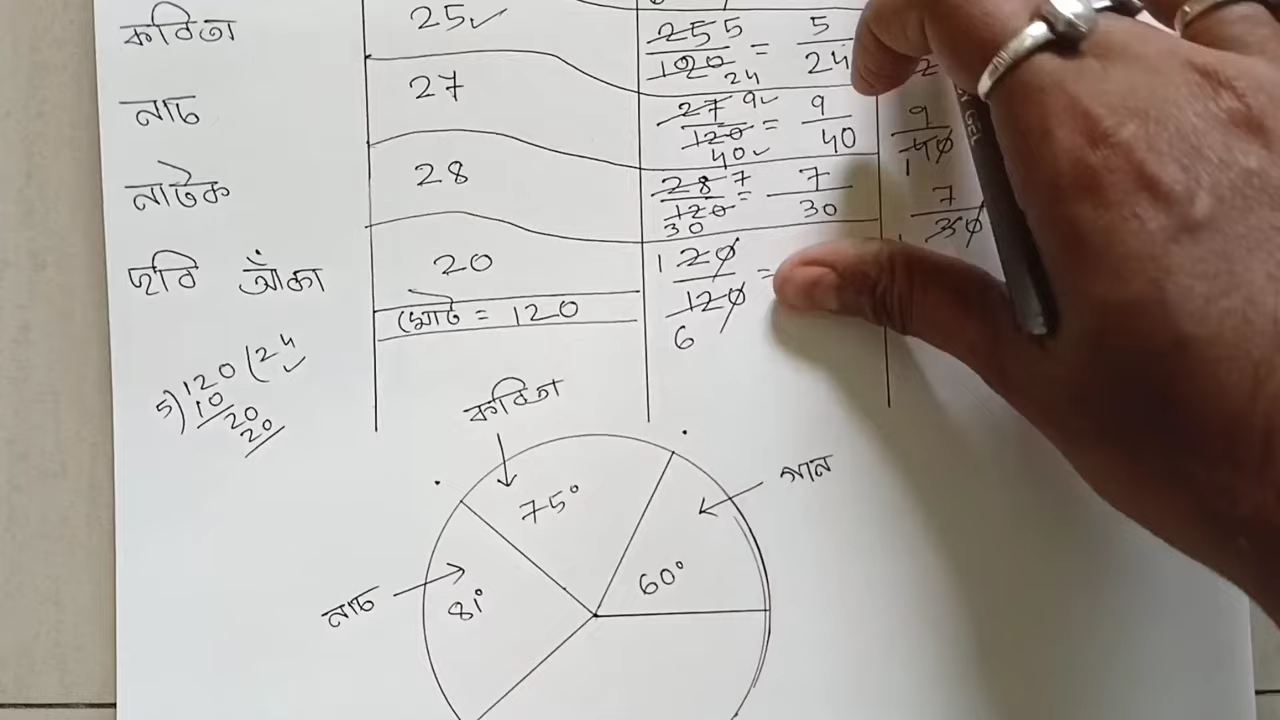 কবিতা 25✓ 25 5 / 120 24 = 5/24
নাচ 27 27 9✓ / 120 40✓ = 9/40 9/40
নাটক 28 28 7 / 120 30 = 7/30 7/30
ছবি আঁকা 20 1 20 / 120 6 =
মোট = 120
5)120(24✓
10
20
20
কবিতা
গান
75°
60°
নাচ
81°
GEL